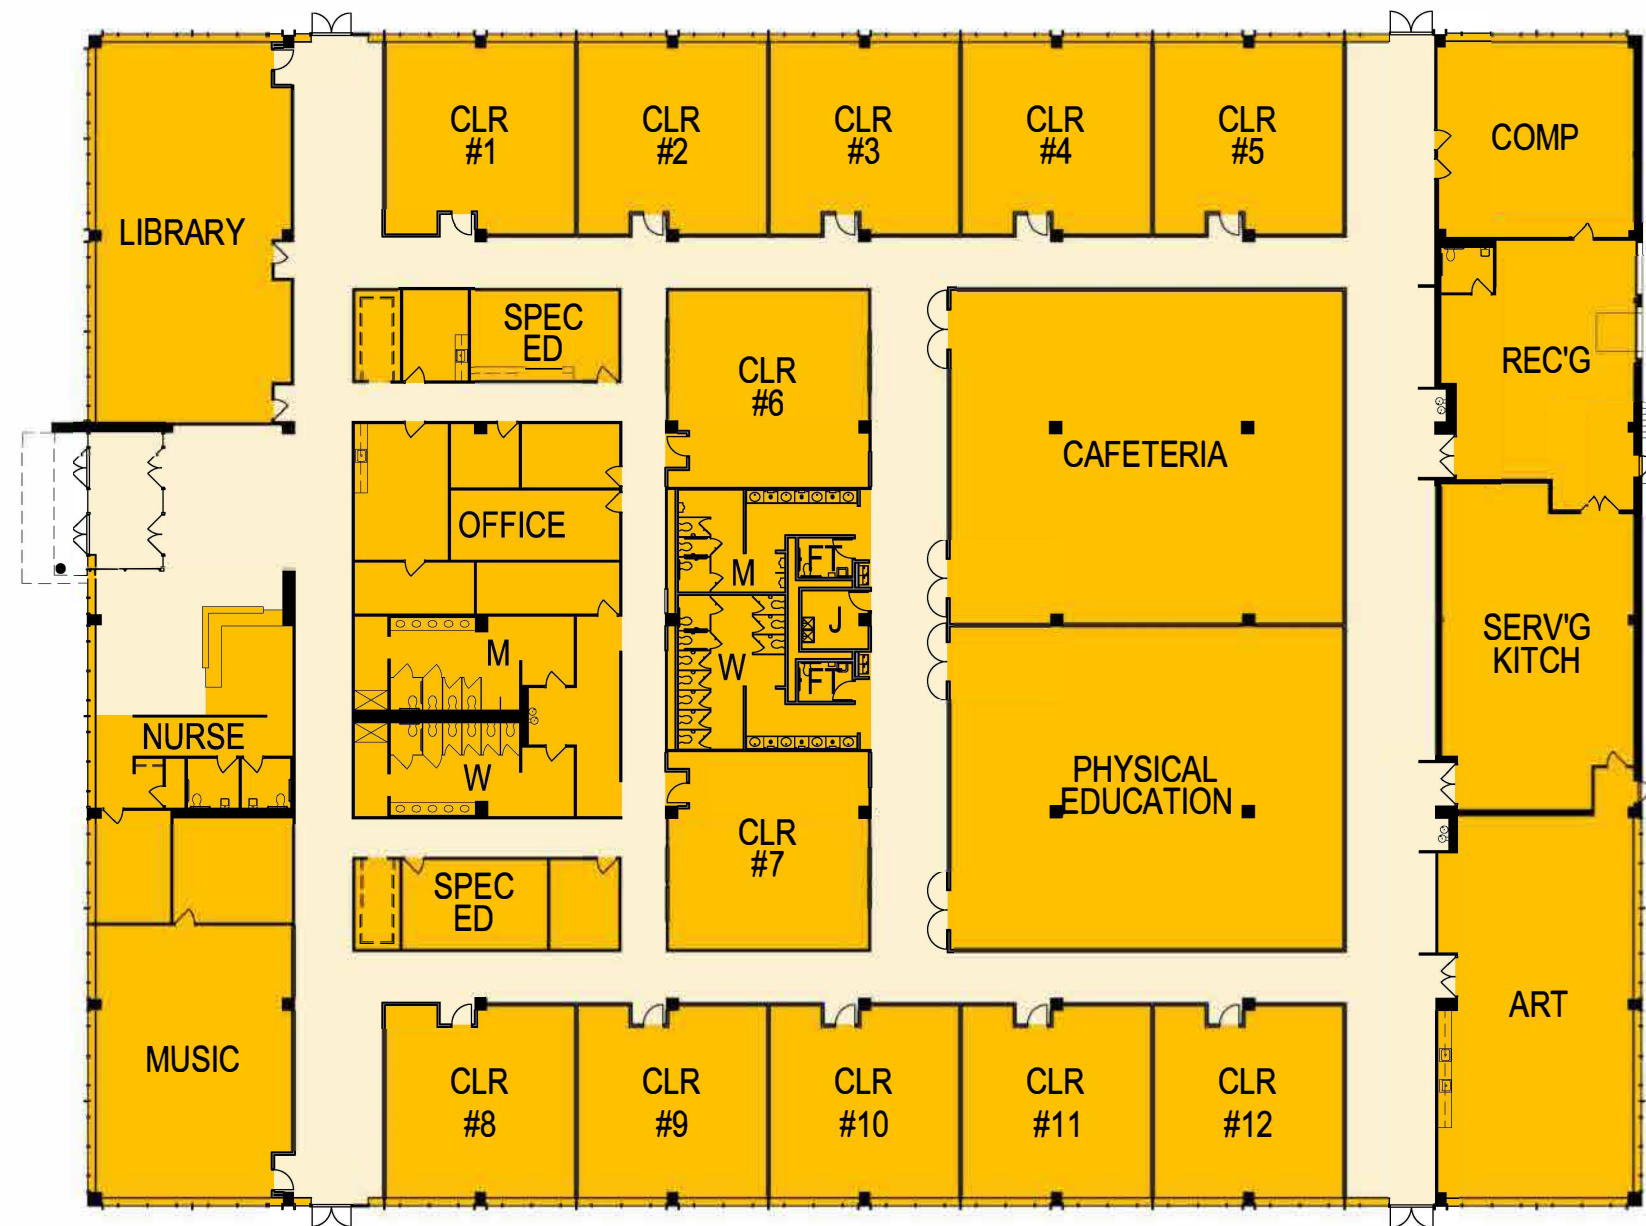 CLR
#1
CLR
#2
CLR
#3
CLR
#4
CLR
#5
COMP
LIBRARY
SPEC
ED
CLR
#6
REC'G
CAFETERIA
OFFICE
M
FT
J
M
W
FT
SERV'G
KITCH
NURSE
W
PHYSICAL
EDUCATION
CLR
#7
SPEC
ED
ART
MUSIC
CLR
#8
CLR
#9
CLR
#10
CLR
#11
CLR
#12